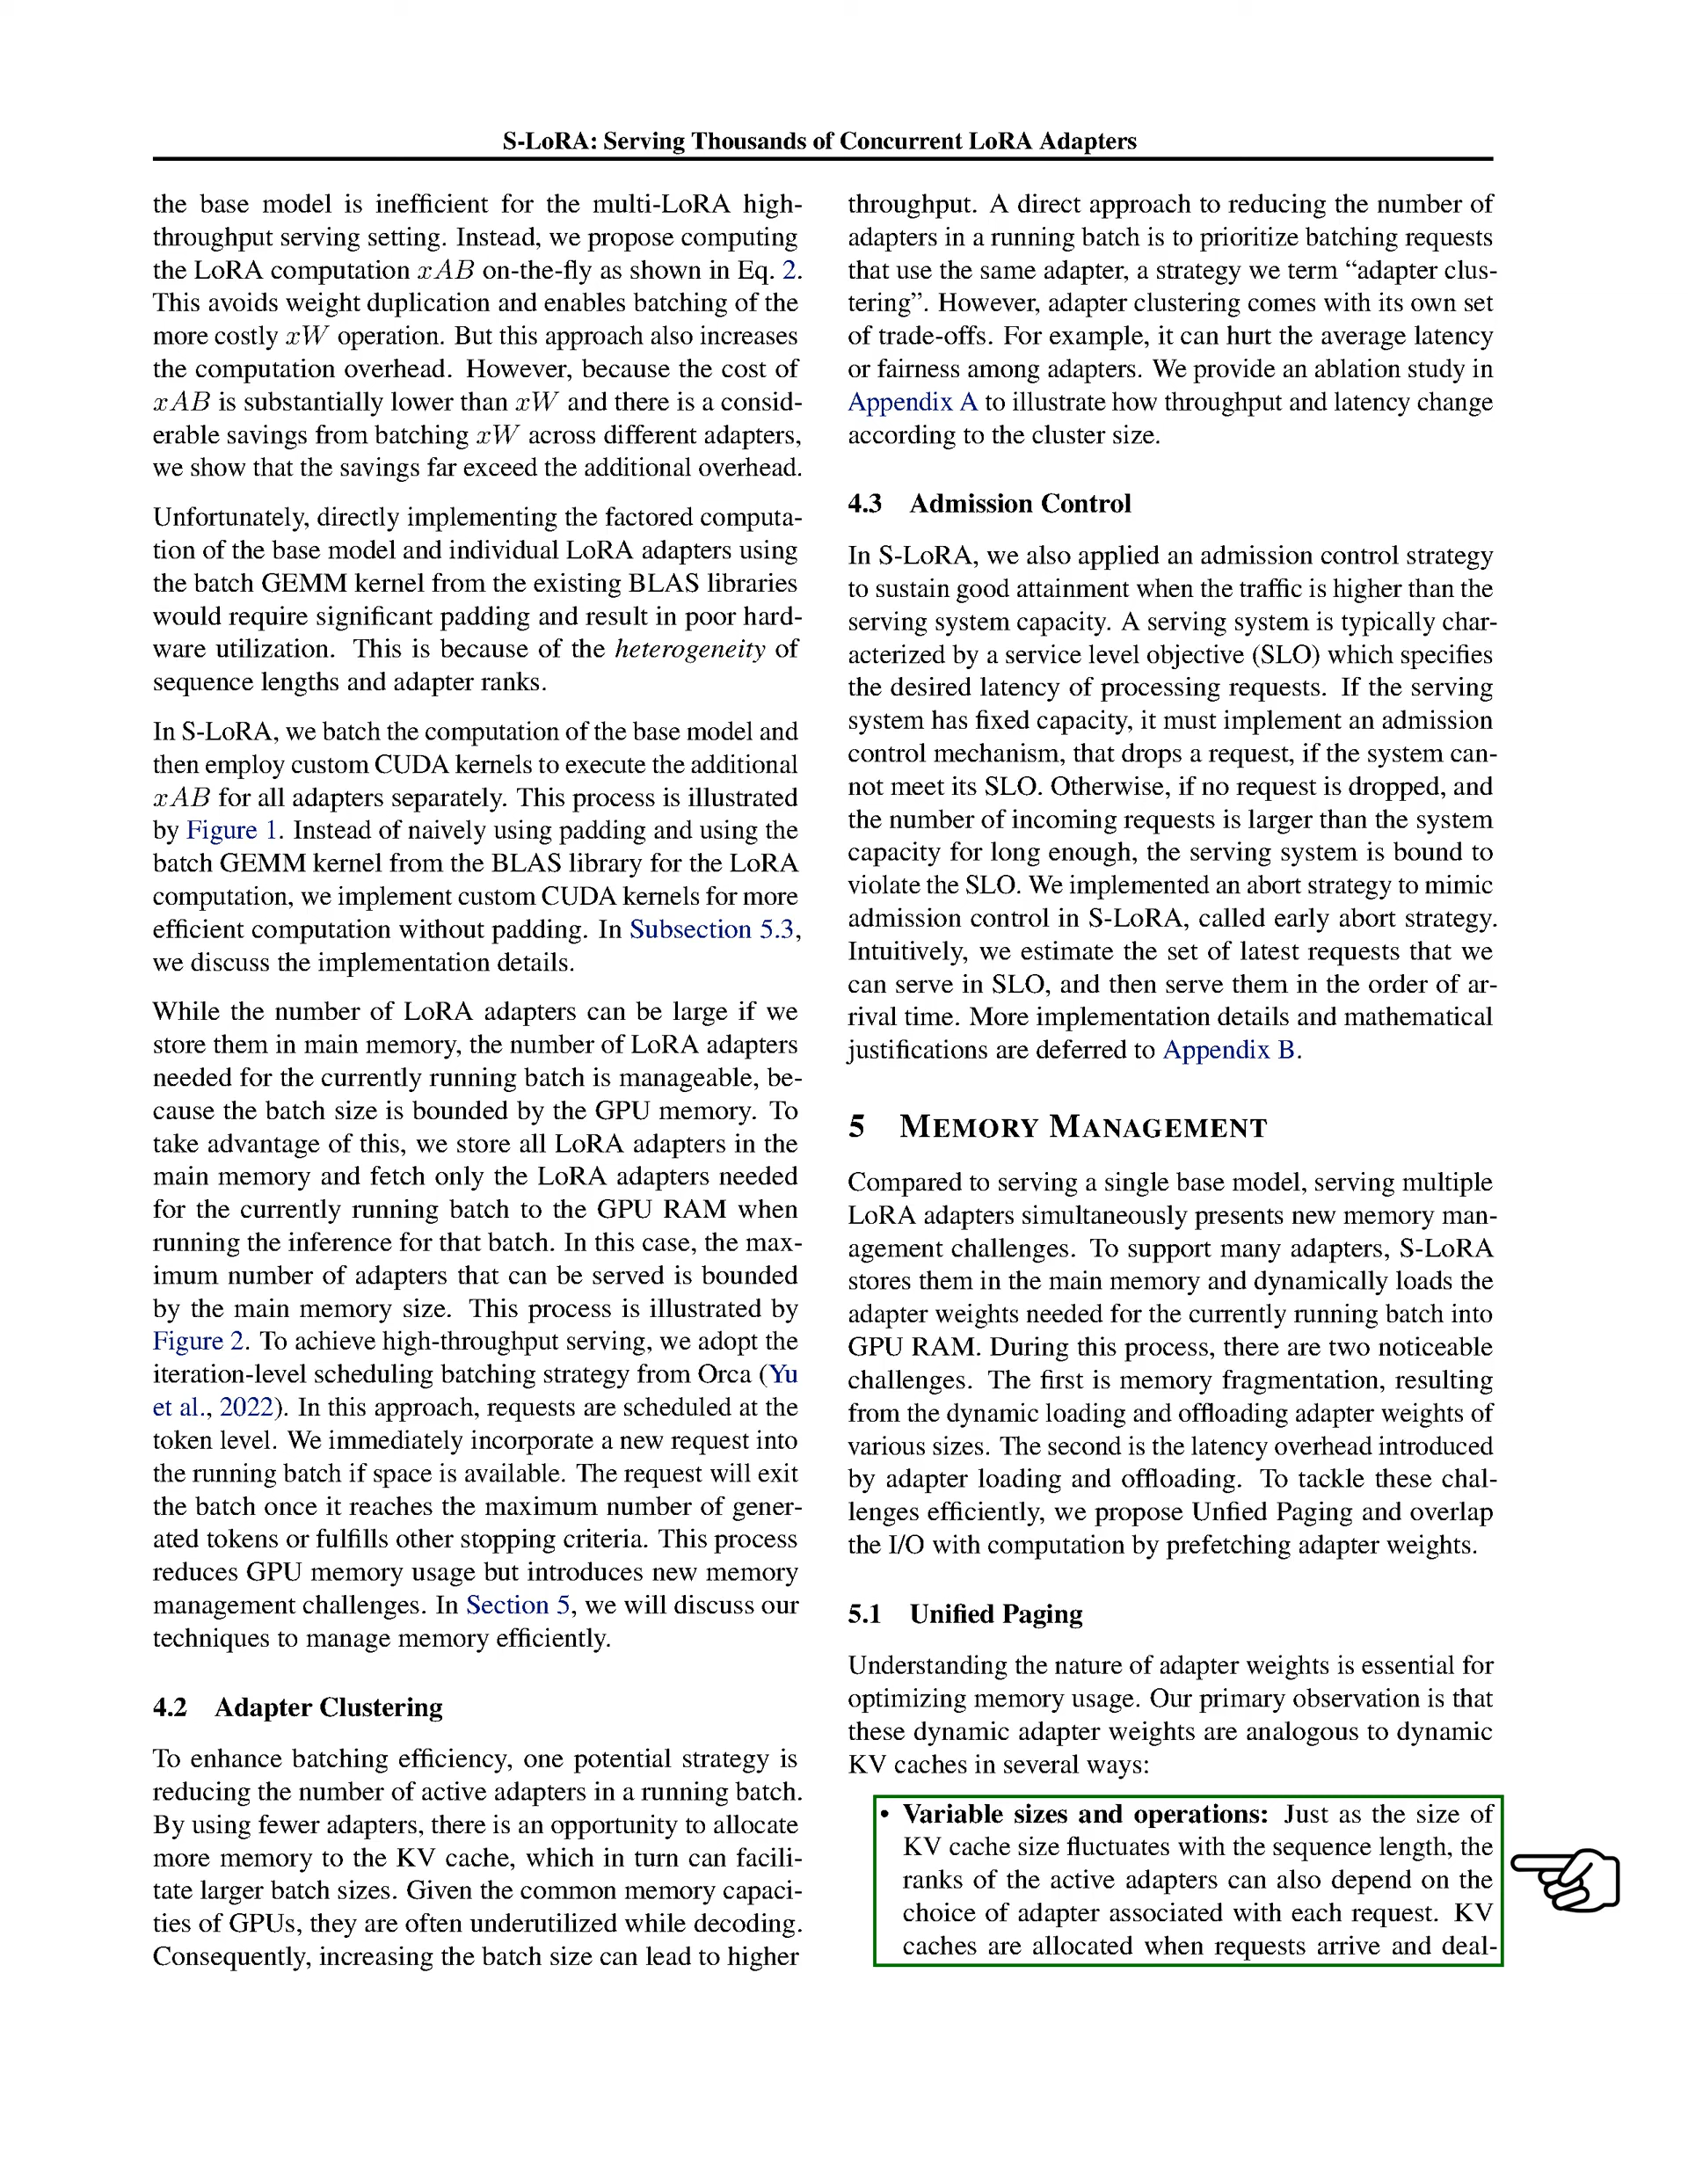 S-LoRA: Serving Thousands of Concurrent LoRA Adapters
the base model is inefficient for the multi-LoRA high-
throughput serving setting. Instead, we propose computing
the LoRA computation xAB on-the-fly as shown in Eq. 2.
This avoids weight duplication and enables batching of the
more costly xW operation. But this approach also increases
the computation overhead. However, because the cost of
xAB is substantially lower than xW and there is a consid-
erable savings from batching xW across different adapters,
we show that the savings far exceed the additional overhead.
Unfortunately, directly implementing the factored computa-
tion of the base model and individual LoRA adapters using
the batch GEMM kernel from the existing BLAS libraries
would require significant padding and result in poor hard-
ware utilization. This is because of the heterogeneity of
sequence lengths and adapter ranks.
In S-LoRA, we batch the computation of the base model and
then employ custom CUDA kernels to execute the additional
xAB for all adapters separately. This process is illustrated
by Figure 1. Instead of naively using padding and using the
batch GEMM kernel from the BLAS library for the LoRA
computation, we implement custom CUDA kernels for more
efficient computation without padding. In Subsection 5.3,
we discuss the implementation details.
While the number of LoRA adapters can be large if we
store them in main memory, the number of LoRA adapters
needed for the currently running batch is manageable, be-
cause the batch size is bounded by the GPU memory. To
take advantage of this, we store all LoRA adapters in the
main memory and fetch only the LoRA adapters needed
for the currently running batch to the GPU RAM when
running the inference for that batch. In this case, the max-
imum number of adapters that can be served is bounded
by the main memory size. This process is illustrated by
Figure 2. To achieve high-throughput serving, we adopt the
iteration-level scheduling batching strategy from Orca (Yu
et al., 2022). In this approach, requests are scheduled at the
token level. We immediately incorporate a new request into
the running batch if space is available. The request will exit
the batch once it reaches the maximum number of gener-
ated tokens or fulfills other stopping criteria. This process
reduces GPU memory usage but introduces new memory
management challenges. In Section 5, we will discuss our
techniques to manage memory efficiently.
4.2 Adapter Clustering
To enhance batching efficiency, one potential strategy is
reducing the number of active adapters in a running batch.
By using fewer adapters, there is an opportunity to allocate
more memory to the KV cache, which in turn can facili-
tate larger batch sizes. Given the common memory capaci-
ties of GPUs, they are often underutilized while decoding.
Consequently, increasing the batch size can lead to higher
throughput. A direct approach to reducing the number of
adapters in a running batch is to prioritize batching requests
that use the same adapter, a strategy we term “adapter clus-
tering”. However, adapter clustering comes with its own set
of trade-offs. For example, it can hurt the average latency
or fairness among adapters. We provide an ablation study in
Appendix A to illustrate how throughput and latency change
according to the cluster size.
4.3 Admission Control
In S-LoRA, we also applied an admission control strategy
to sustain good attainment when the traffic is higher than the
serving system capacity. A serving system is typically char-
acterized by a service level objective (SLO) which specifies
the desired latency of processing requests. If the serving
system has fixed capacity, it must implement an admission
control mechanism, that drops a request, if the system can-
not meet its SLO. Otherwise, if no request is dropped, and
the number of incoming requests is larger than the system
capacity for long enough, the serving system is bound to
violate the SLO. We implemented an abort strategy to mimic
admission control in S-LoRA, called early abort strategy.
Intuitively, we estimate the set of latest requests that we
can serve in SLO, and then serve them in the order of ar-
rival time. More implementation details and mathematical
justifications are deferred to Appendix B.
5 MEMORY MANAGEMENT
Compared to serving a single base model, serving multiple
LoRA adapters simultaneously presents new memory man-
agement challenges. To support many adapters, S-LoRA
stores them in the main memory and dynamically loads the
adapter weights needed for the currently running batch into
GPU RAM. During this process, there are two noticeable
challenges. The first is memory fragmentation, resulting
from the dynamic loading and offloading adapter weights of
various sizes. The second is the latency overhead introduced
by adapter loading and offloading. To tackle these chal-
lenges efficiently, we propose Unfied Paging and overlap
the I/O with computation by prefetching adapter weights.
5.1 Unified Paging
Understanding the nature of adapter weights is essential for
optimizing memory usage. Our primary observation is that
these dynamic adapter weights are analogous to dynamic
KV caches in several ways:
• Variable sizes and operations: Just as the size of
KV cache size fluctuates with the sequence length, the
ranks of the active adapters can also depend on the
choice of adapter associated with each request. KV
caches are allocated when requests arrive and deal-